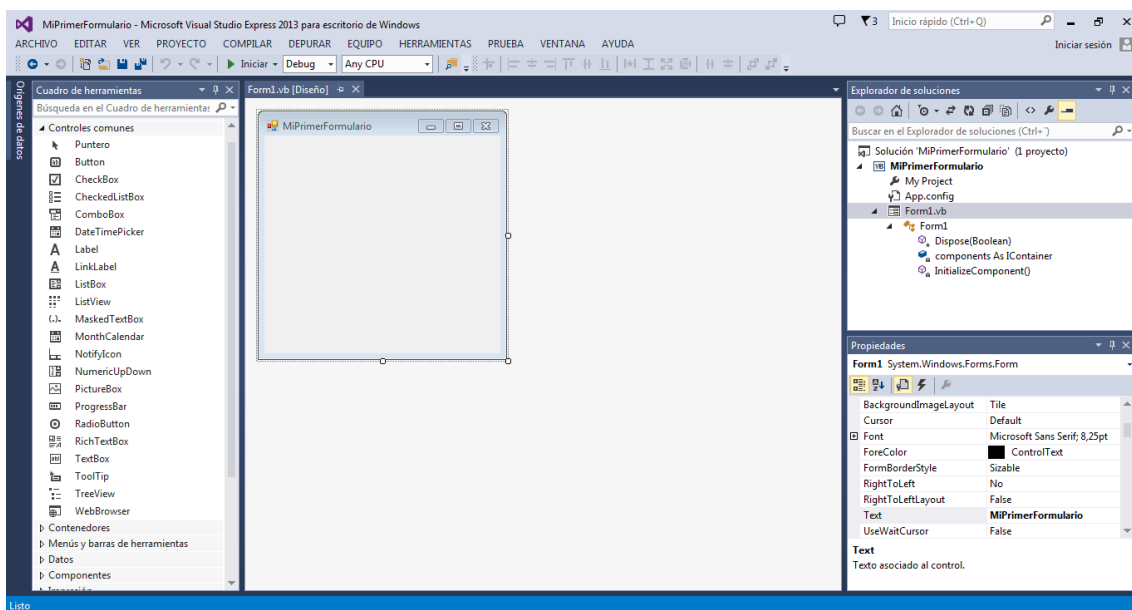 MiPrimerFormulario - Microsoft Visual Studio Express 2013 para escritorio de Windows
3
Inicio rápido (Ctrl+Q)
ARCHIVO EDITAR VER PROYECTO COMPILAR DEPURAR EQUIPO HERRAMIENTAS PRUEBA VENTANA AYUDA
Iniciar sesión
Iniciar Debug Any CPU
Orígenes de datos
Cuadro de herramientas
Búsqueda en el Cuadro de herramientas
Controles comunes
Puntero
Button
CheckBox
CheckedListBox
ComboBox
DateTimePicker
Label
LinkLabel
ListBox
ListView
MaskedTextBox
MonthCalendar
NotifyIcon
NumericUpDown
PictureBox
ProgressBar
RadioButton
RichTextBox
TextBox
ToolTip
TreeView
WebBrowser
Contenedores
Menús y barras de herramientas
Datos
Componentes
Form1.vb [Diseño]
MiPrimerFormulario
Explorador de soluciones
Buscar en el Explorador de soluciones (Ctrl+´)
Solución 'MiPrimerFormulario' (1 proyecto)
VB MiPrimerFormulario
My Project
App.config
Form1.vb
Form1
Dispose(Boolean)
components As IContainer
InitializeComponent()
Propiedades
Form1 System.Windows.Forms.Form
BackgroundImageLayout Tile
Cursor Default
Font Microsoft Sans Serif; 8,25pt
ForeColor ControlText
FormBorderStyle Sizable
RightToLeft No
RightToLeftLayout False
Text MiPrimerFormulario
UseWaitCursor False
Text
Texto asociado al control.
Listo